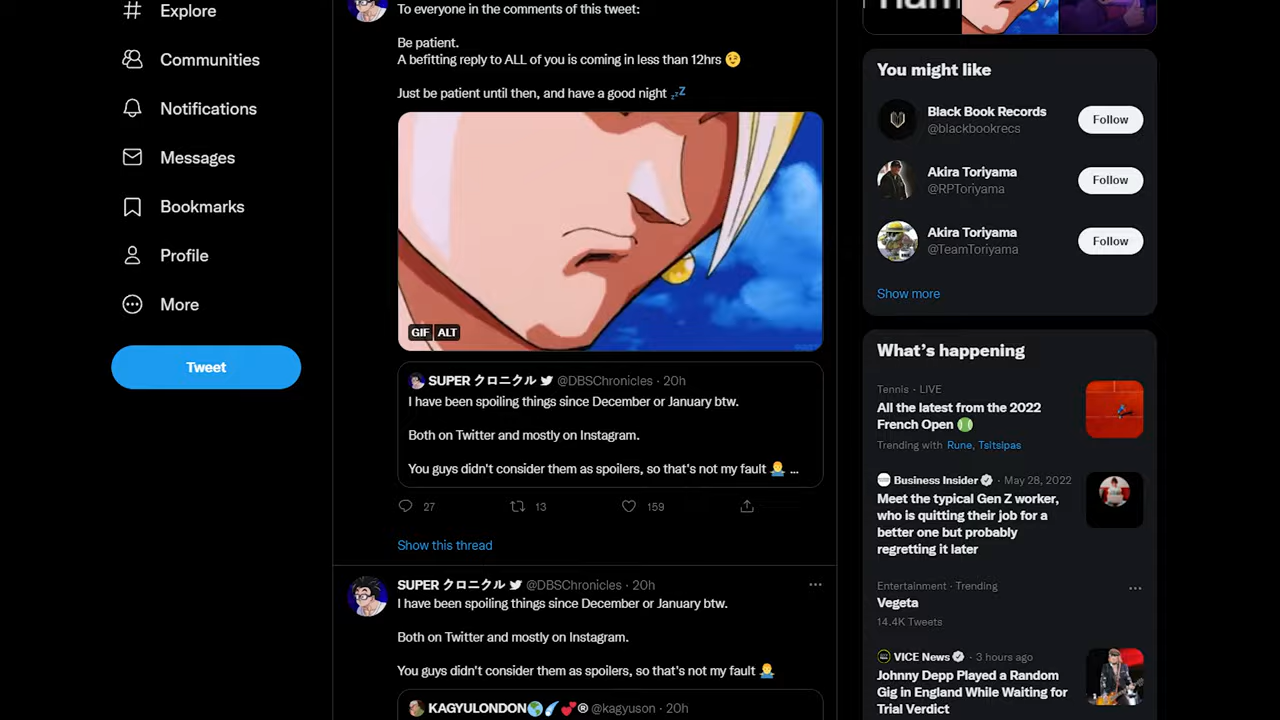 Explore
Communities
Notifications
Messages
Bookmarks
Profile
More
Tweet
To everyone in the comments of this tweet:
Be patient.
A befitting reply to ALL of you is coming in less than 12hrs 😉
Just be patient until then, and have a good night 💤
GIF ALT
SUPER クロニクル @DBSChronicles · 20h
I have been spoiling things since December or January btw.
Both on Twitter and mostly on Instagram.
You guys didn't consider them as spoilers, so that's not my fault 🤷‍♂️ ...
27 13 159
Show this thread
SUPER クロニクル @DBSChronicles · 20h
I have been spoiling things since December or January btw.
Both on Twitter and mostly on Instagram.
You guys didn't consider them as spoilers, so that's not my fault 🤷‍♂️
KAGYULONDON🌎☄️💕® @kagyuson · 20h
You might like
Black Book Records
@blackbookrecs
Follow
Akira Toriyama
@RPToriyama
Follow
Akira Toriyama
@TeamToriyama
Follow
Show more
What's happening
Tennis · LIVE
All the latest from the 2022
French Open 🎾
Trending with Rune, Tsitsipas
Business Insider · May 28, 2022
Meet the typical Gen Z worker,
who is quitting their job for a
better one but probably
regretting it later
Entertainment · Trending
Vegeta
14.4K Tweets
VICE News · 3 hours ago
Johnny Depp Played a Random
Gig in England While Waiting for
Trial Verdict